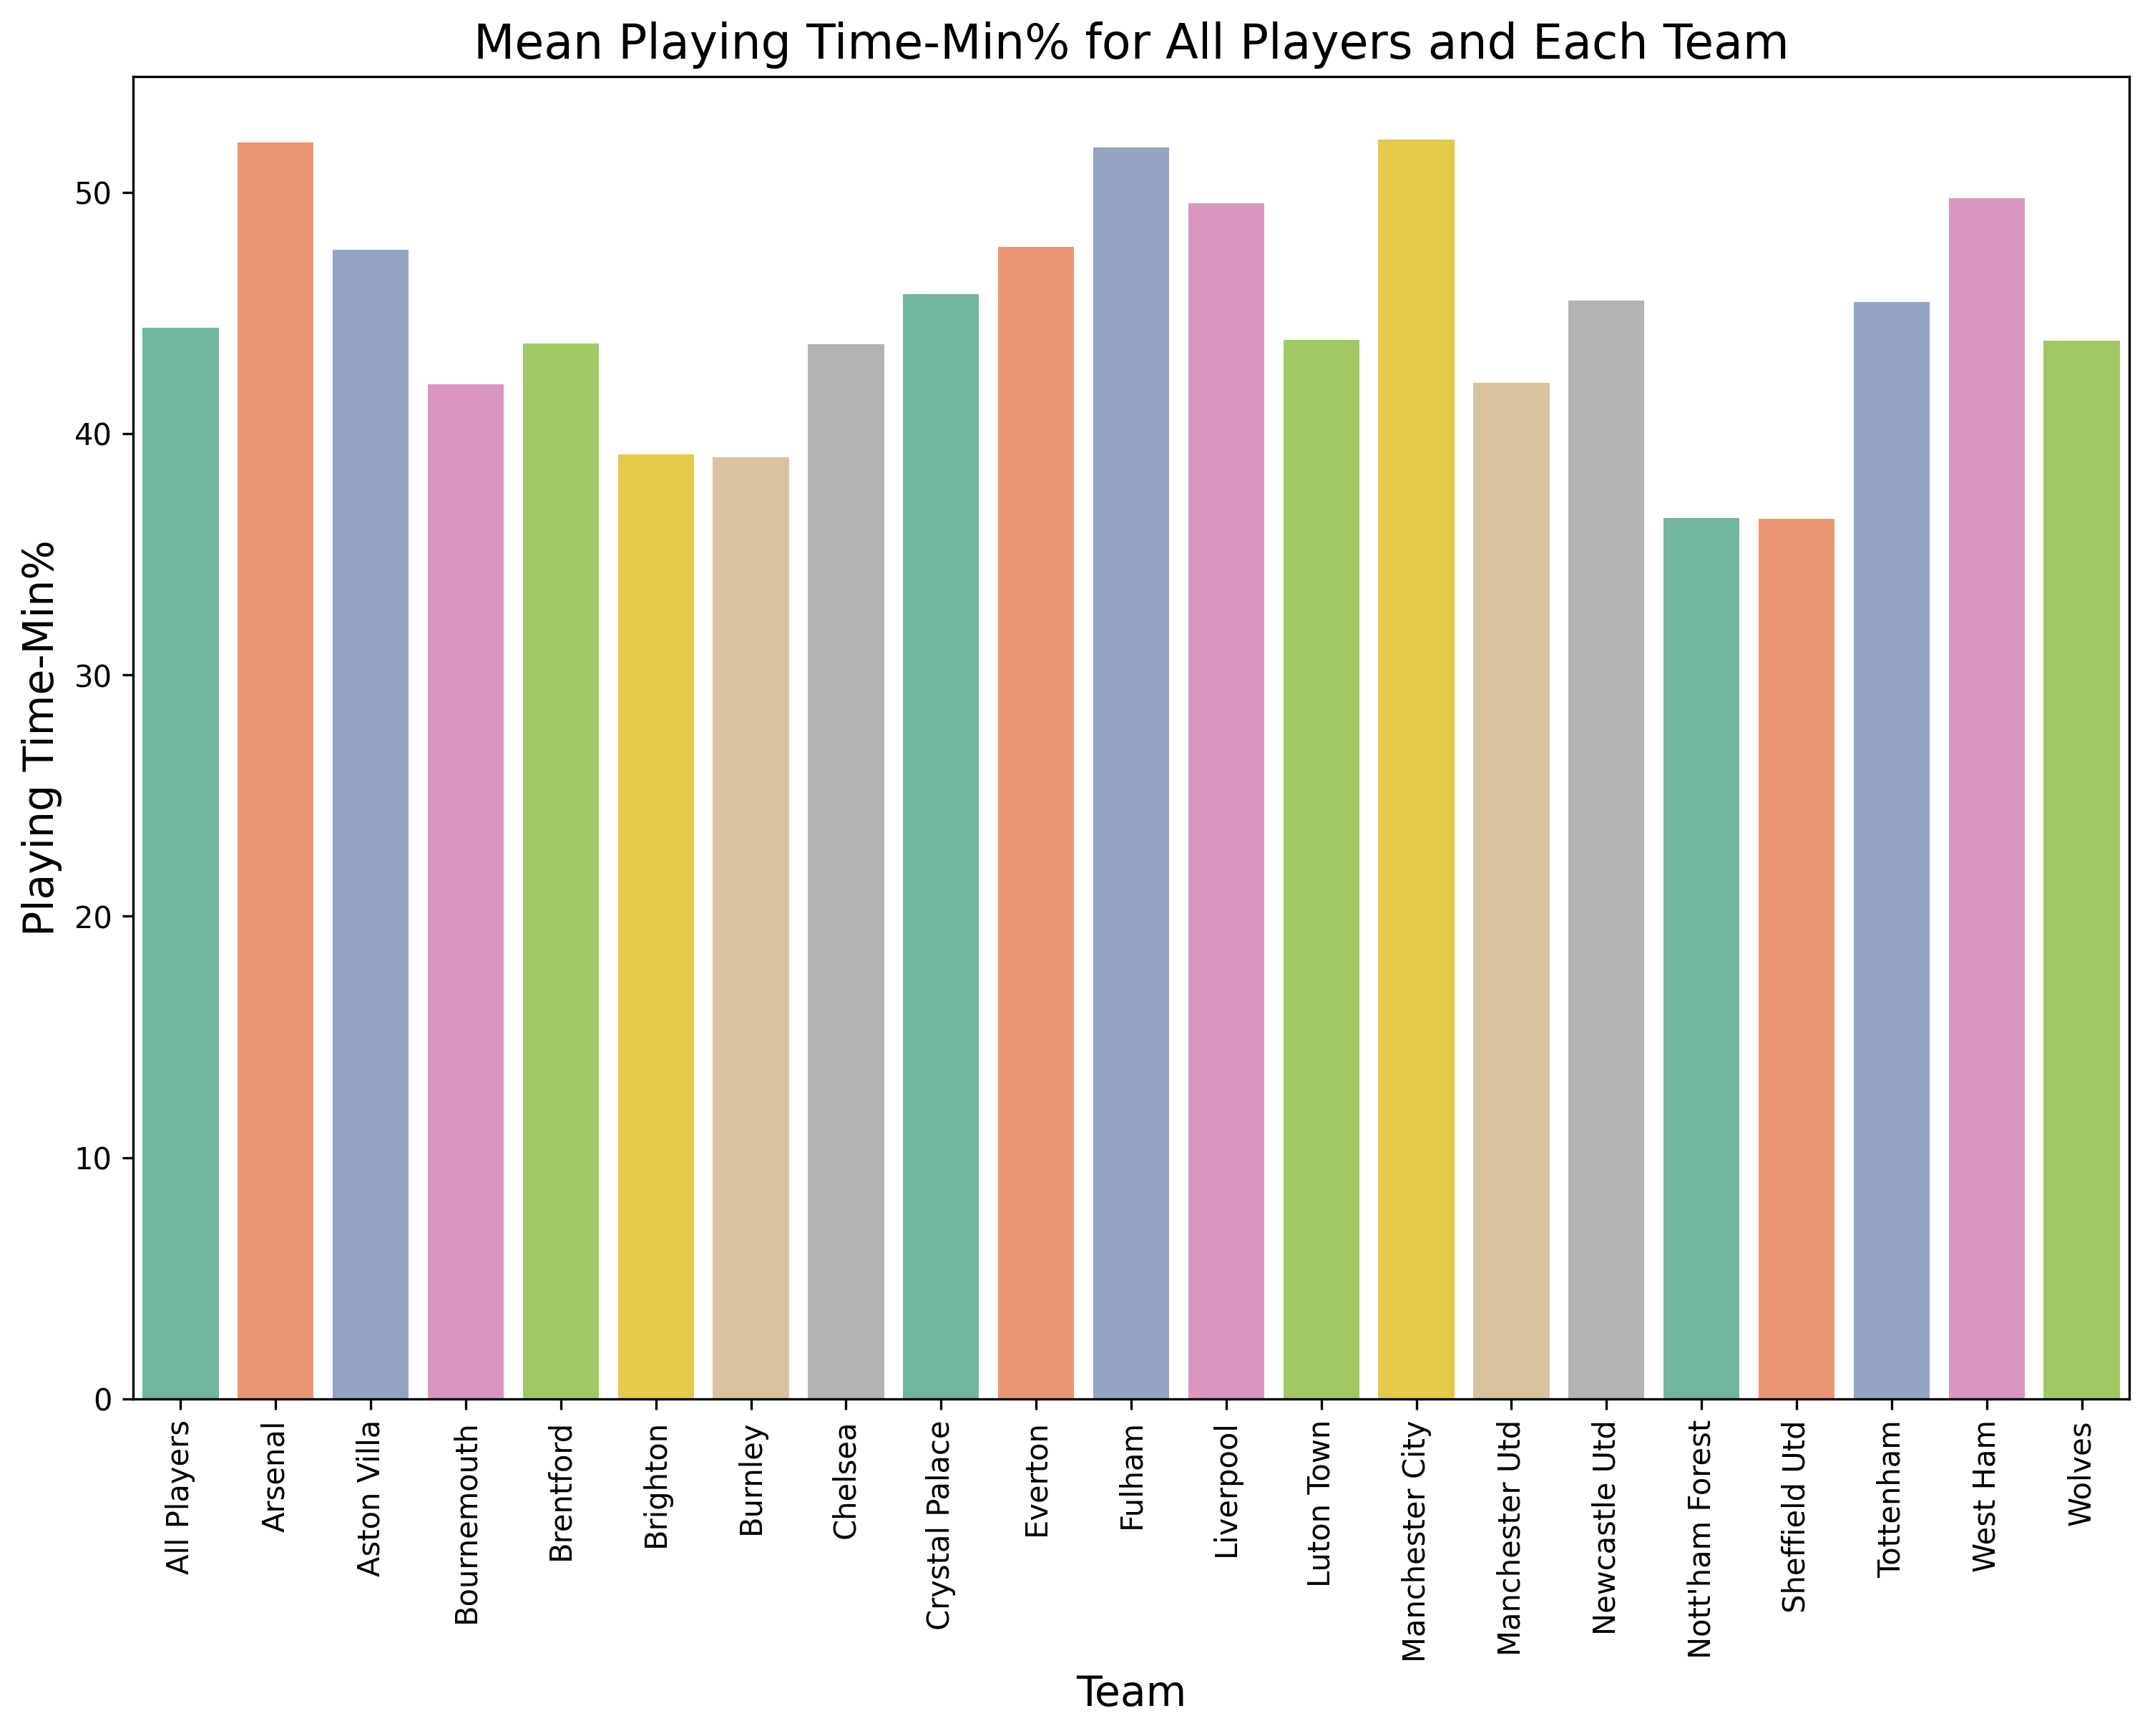 Mean Playing Time-Min% for All Players and Each Team
Playing Time-Min%
50
40
30
20
10
0
All Players
Arsenal
Aston Villa
Bournemouth
Brentford
Brighton
Burnley
Chelsea
Crystal Palace
Everton
Fulham
Liverpool
Luton Town
Manchester City
Manchester Utd
Newcastle Utd
Nott'ham Forest
Sheffield Utd
Tottenham
West Ham
Wolves
Team